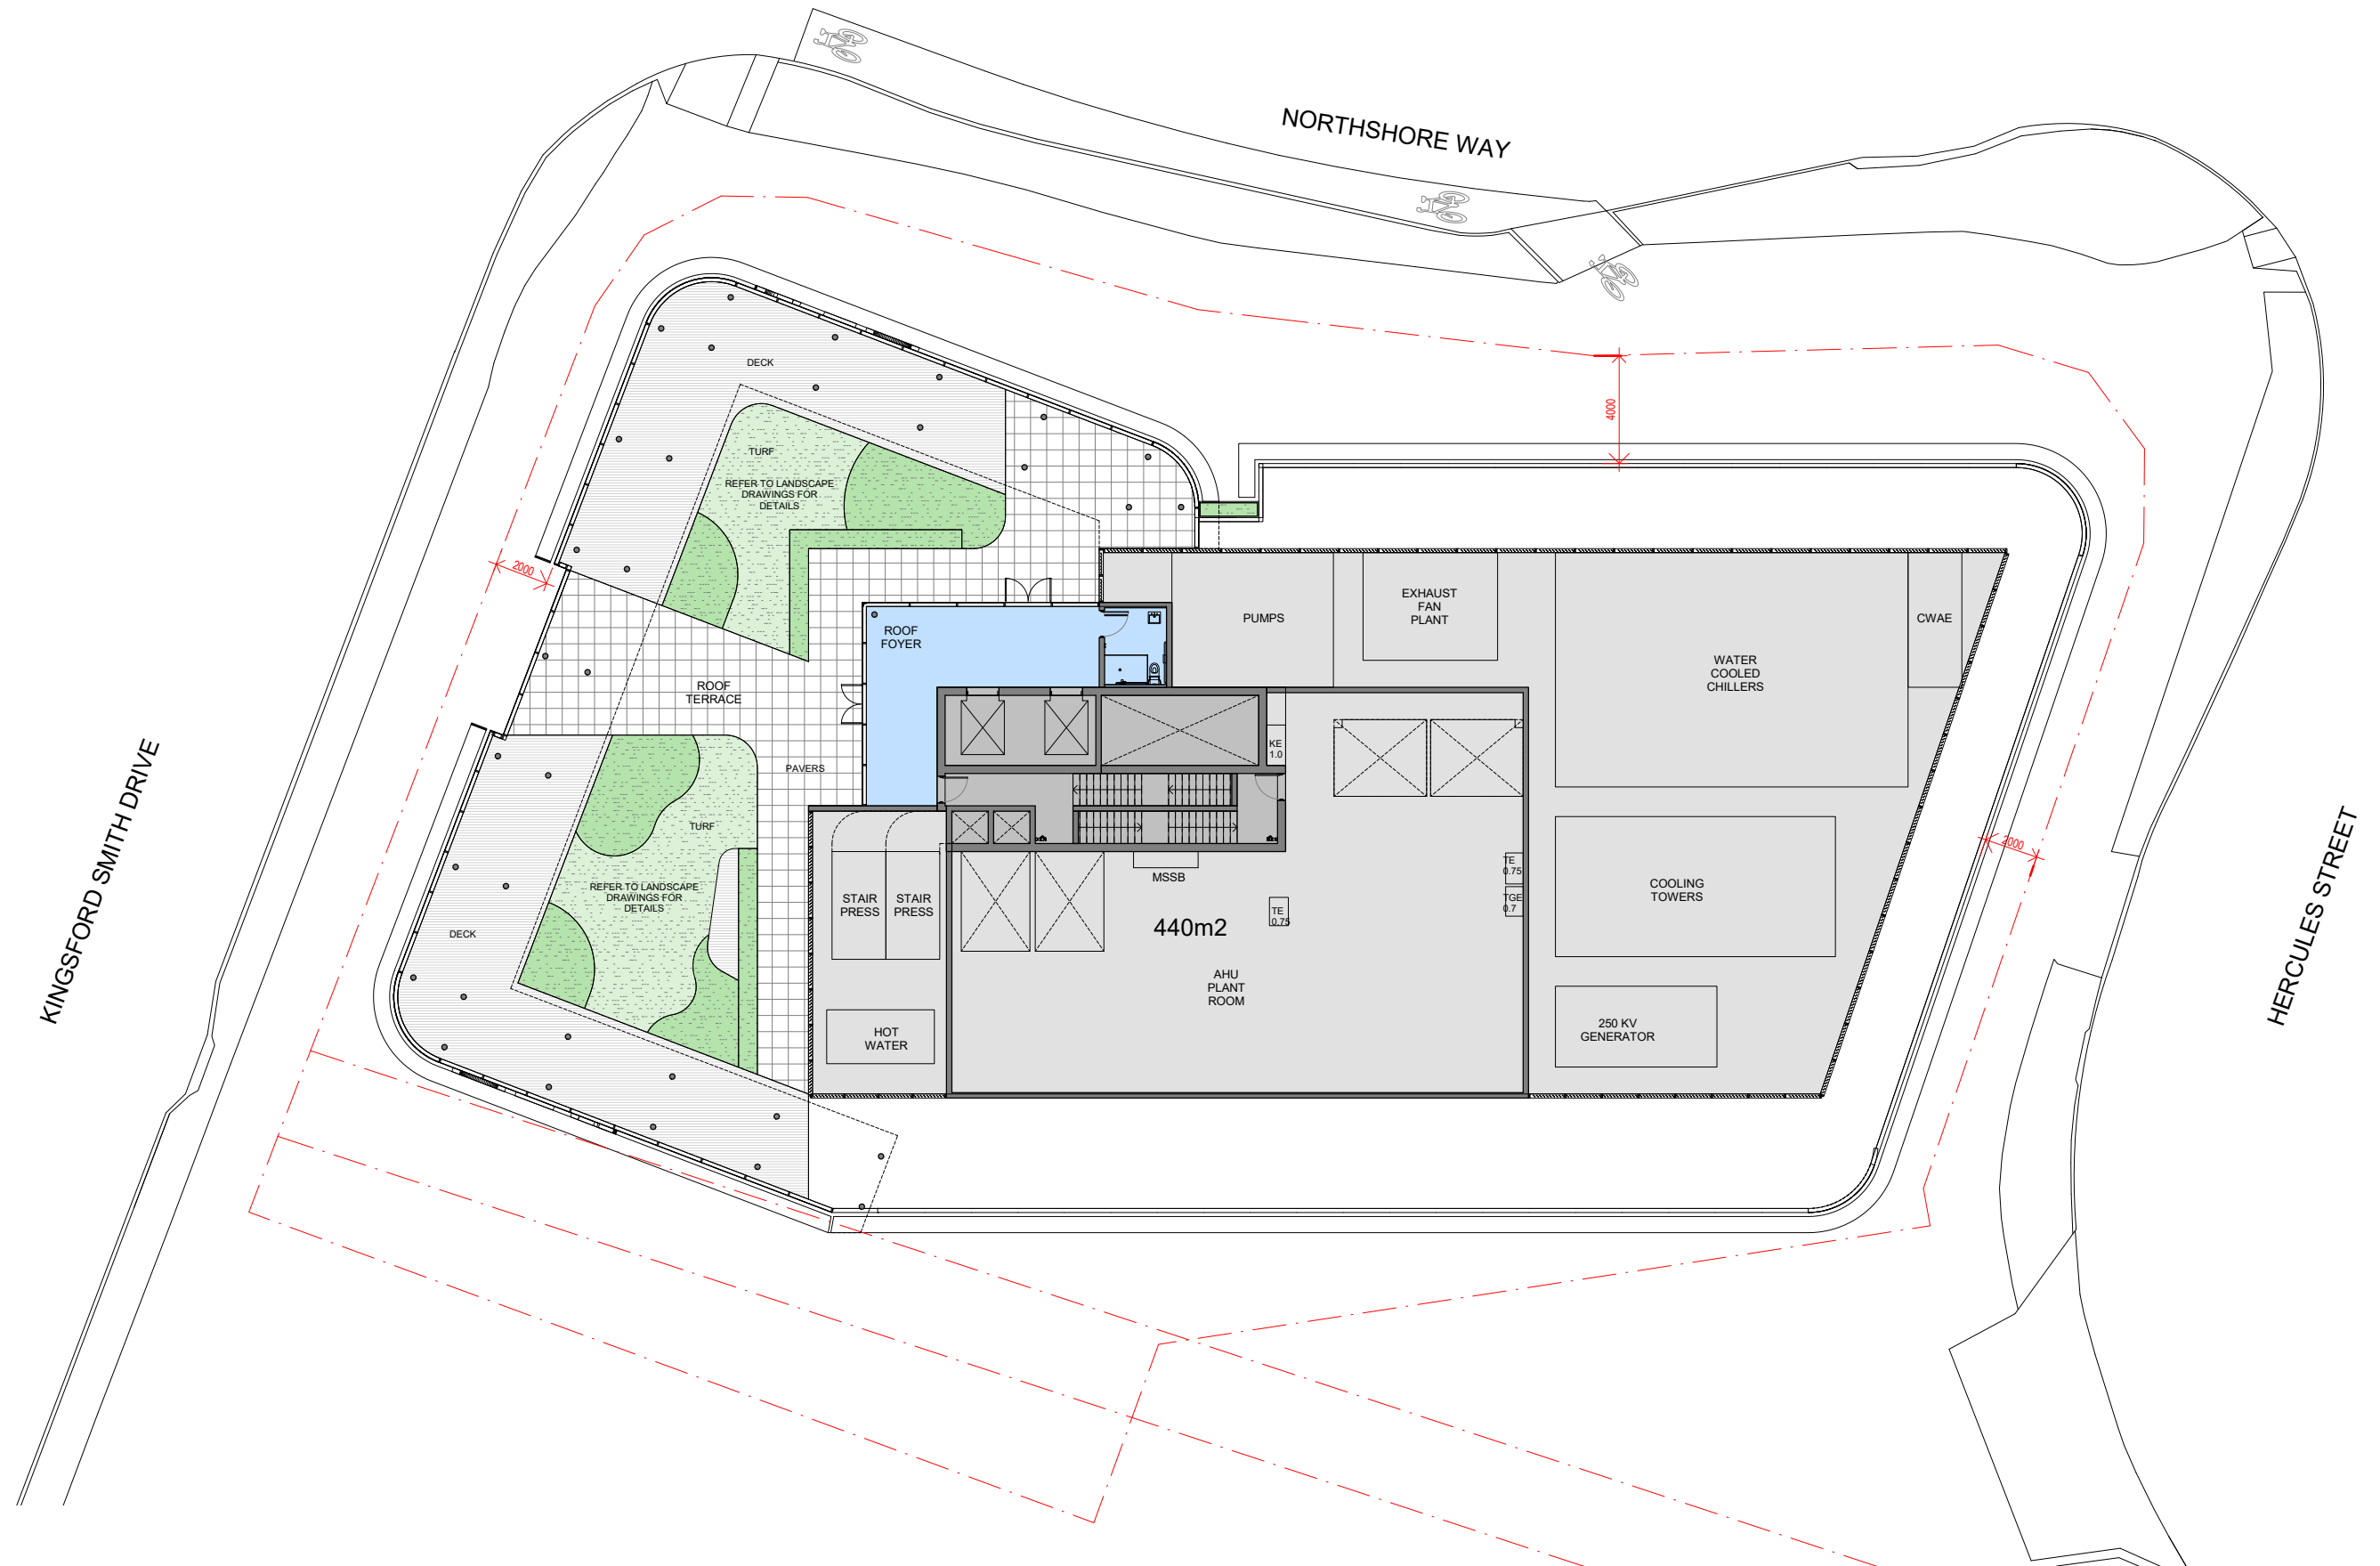 NORTHSHORE WAY
4000
DECK
TURF
REFER TO LANDSCAPE
DRAWINGS FOR
DETAILS
2000
ROOF
FOYER
PUMPS
EXHAUST
FAN
PLANT
CWAE
WATER
COOLED
CHILLERS
ROOF
TERRACE
KE
1.0
PAVERS
KINGSFORD SMITH DRIVE
TURF
REFER TO LANDSCAPE
DRAWINGS FOR
DETAILS
DECK
STAIR
PRESS
STAIR
PRESS
MSSB
TE
0.75
440m2
TE
0.75
TGE
0.7
COOLING
TOWERS
2000
HERCULES STREET
AHU
PLANT
ROOM
HOT
WATER
250 KV
GENERATOR